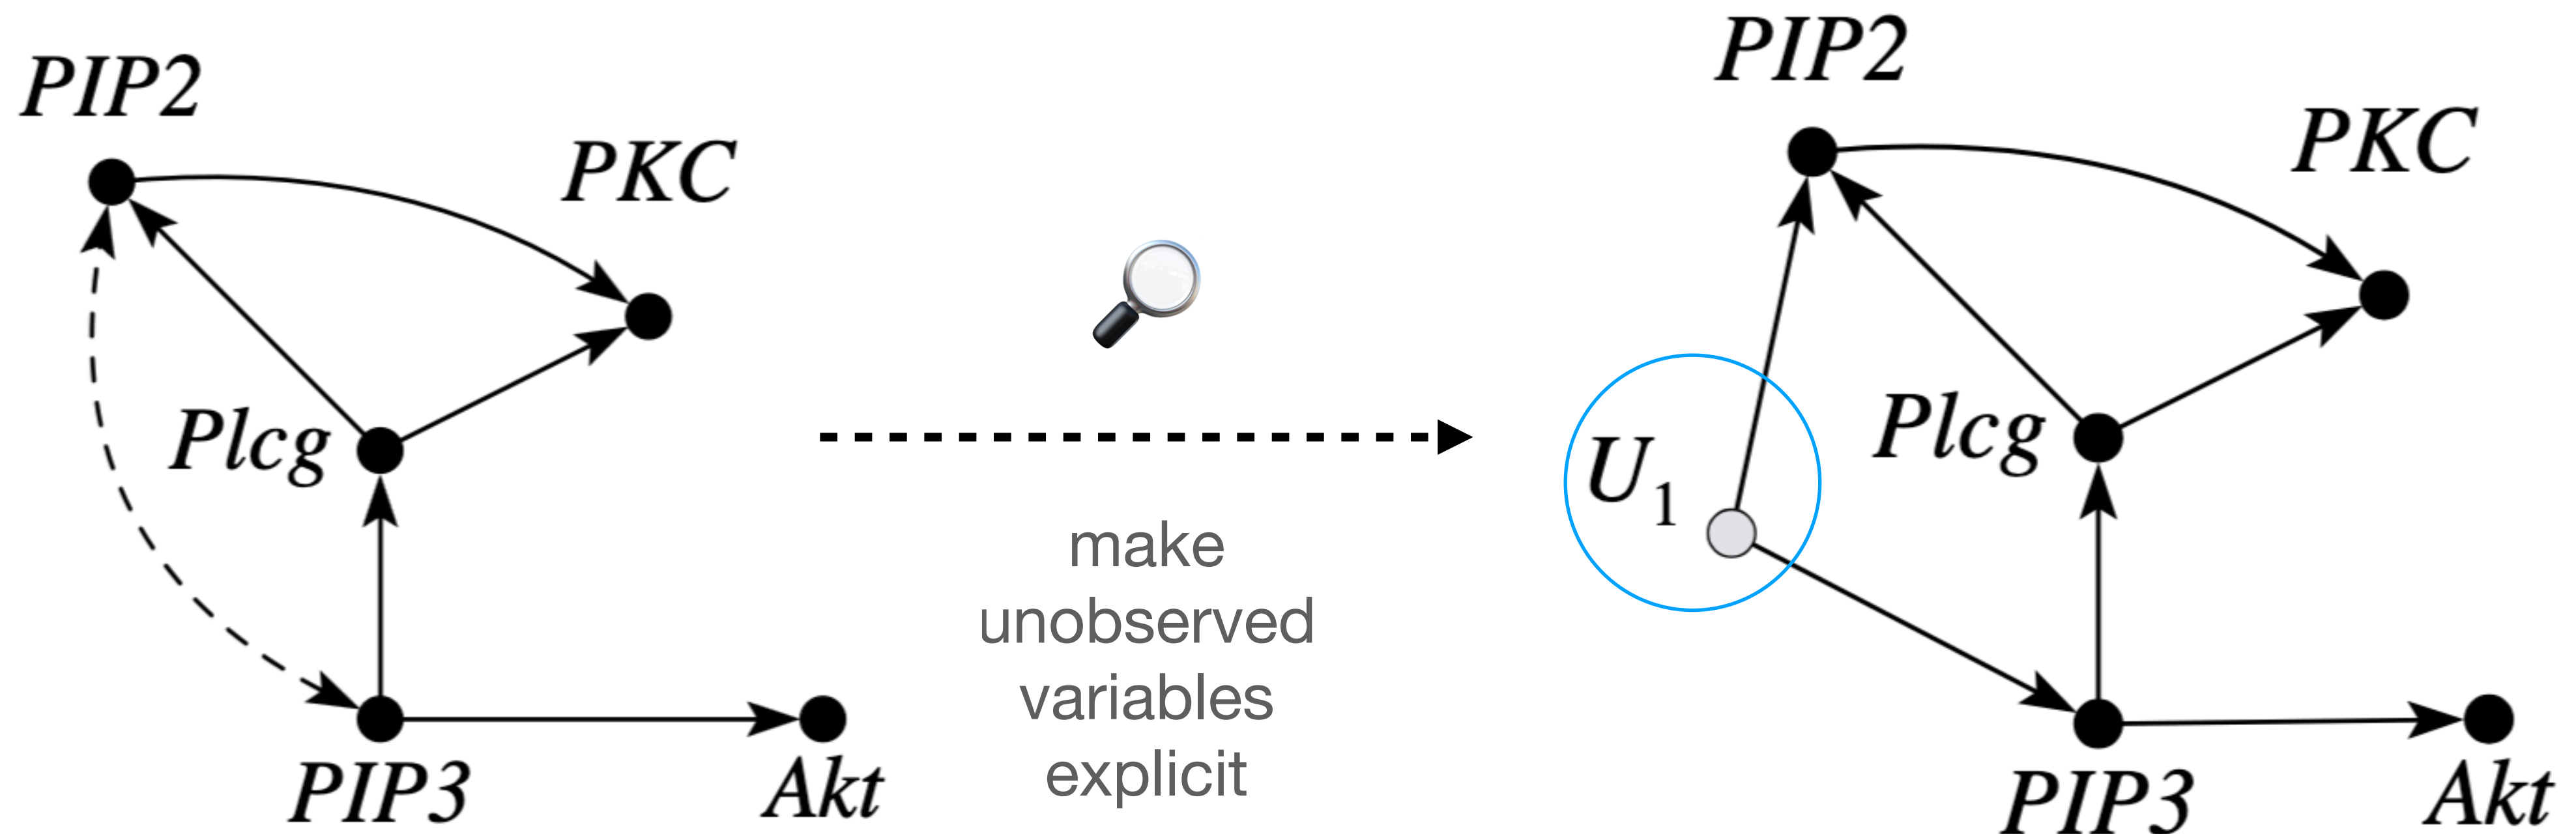 PIP2
PKC
Plcg
PIP3
Akt
make
unobserved
variables
explicit
PIP2
PKC
Plcg
U1
PIP3
Akt